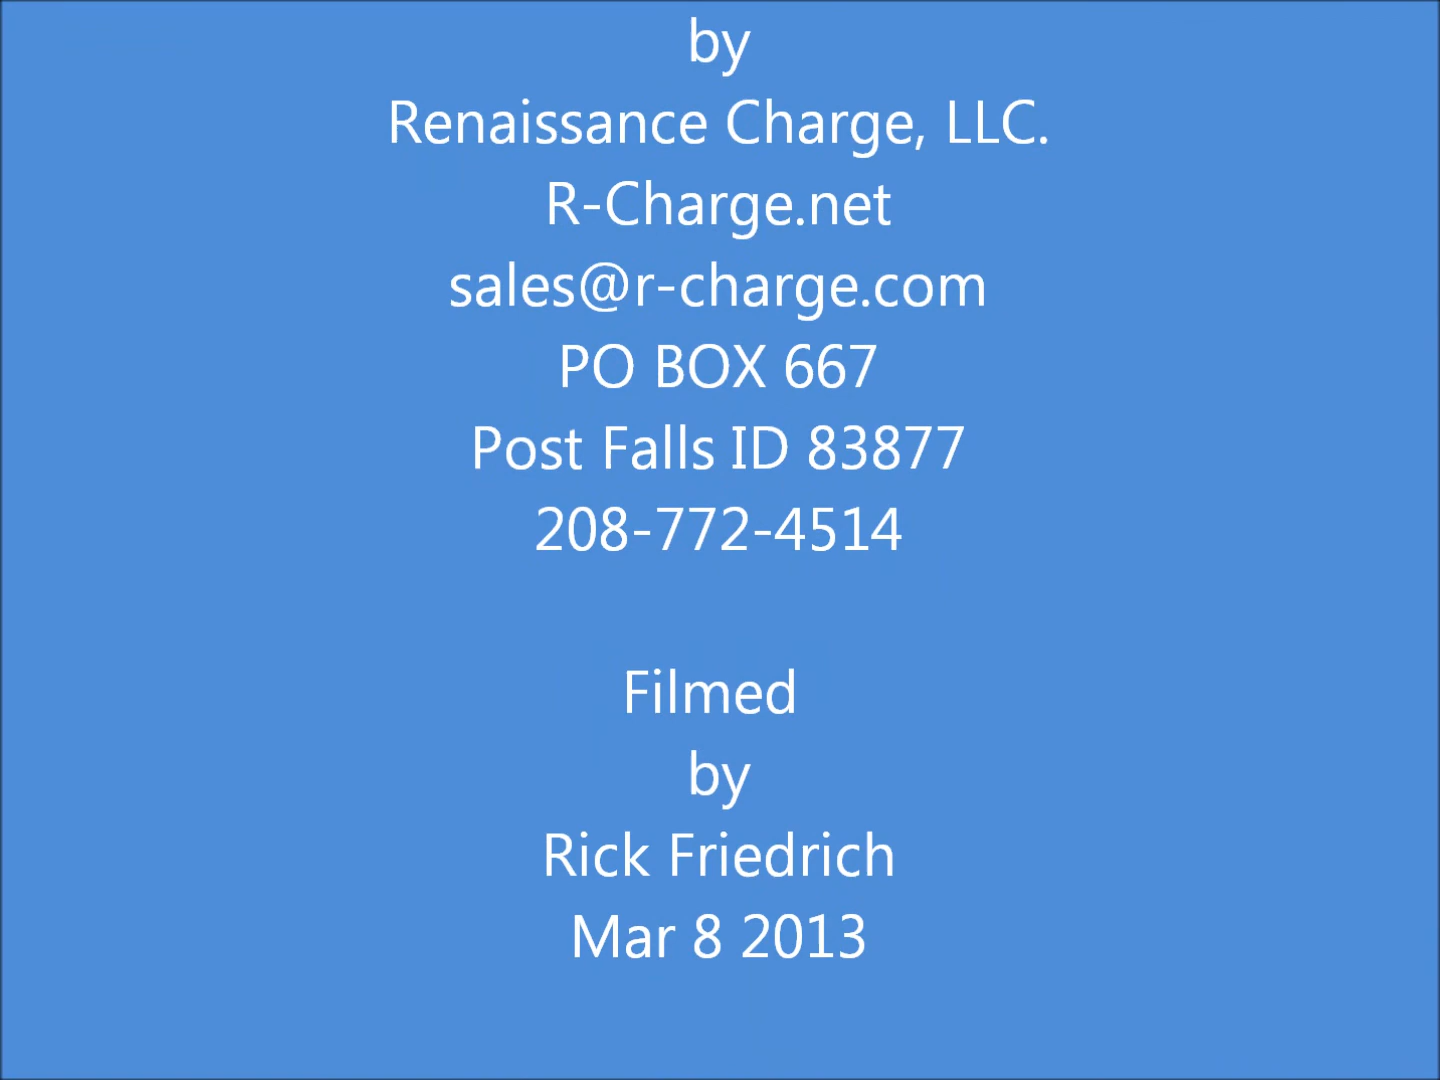 by
Renaissance Charge, LLC.
R-Charge.net
sales@r-charge.com
PO BOX 667
Post Falls ID 83877
208-772-4514
Filmed
by
Rick Friedrich
Mar 8 2013